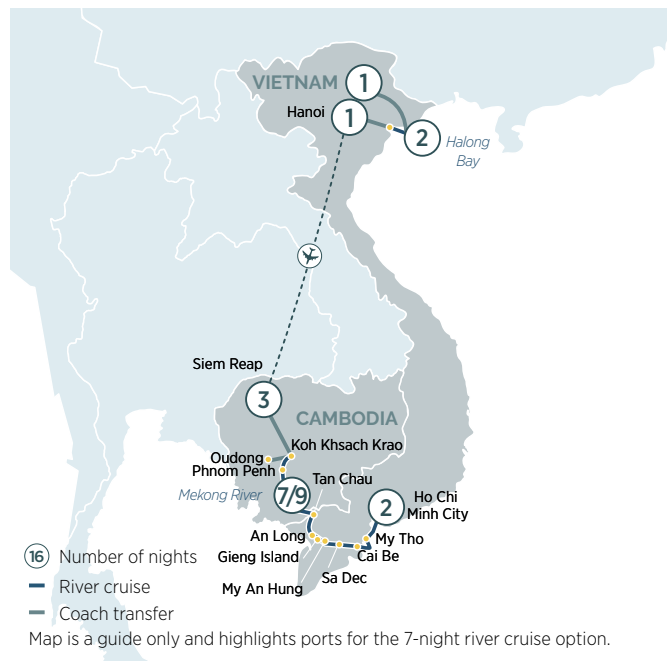 VIETNAM
1
Hanoi
1
2
Halong
Bay
Siem Reap
3
CAMBODIA
Koh Khsach Krao
Oudong
Phnom Penh
Tan Chau
Mekong River
7/9
2
Ho Chi
Minh City
An Long
My Tho
Gieng Island
Cai Be
Sa Dec
My An Hung
16 Number of nights
River cruise
Coach transfer
Map is a guide only and highlights ports for the 7-night river cruise option.